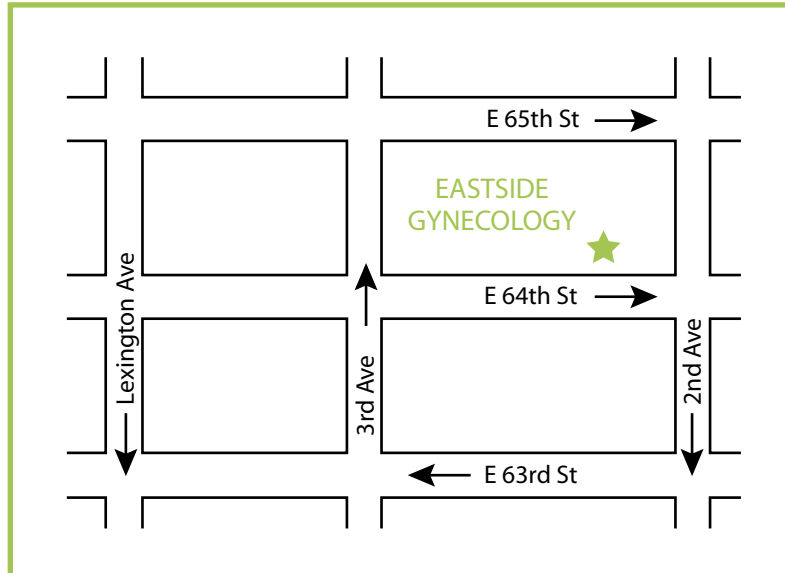 E 65th St
EASTSIDE
GYNECOLOGY
E 64th St
Lexington Ave
3rd Ave
2nd Ave
E 63rd St